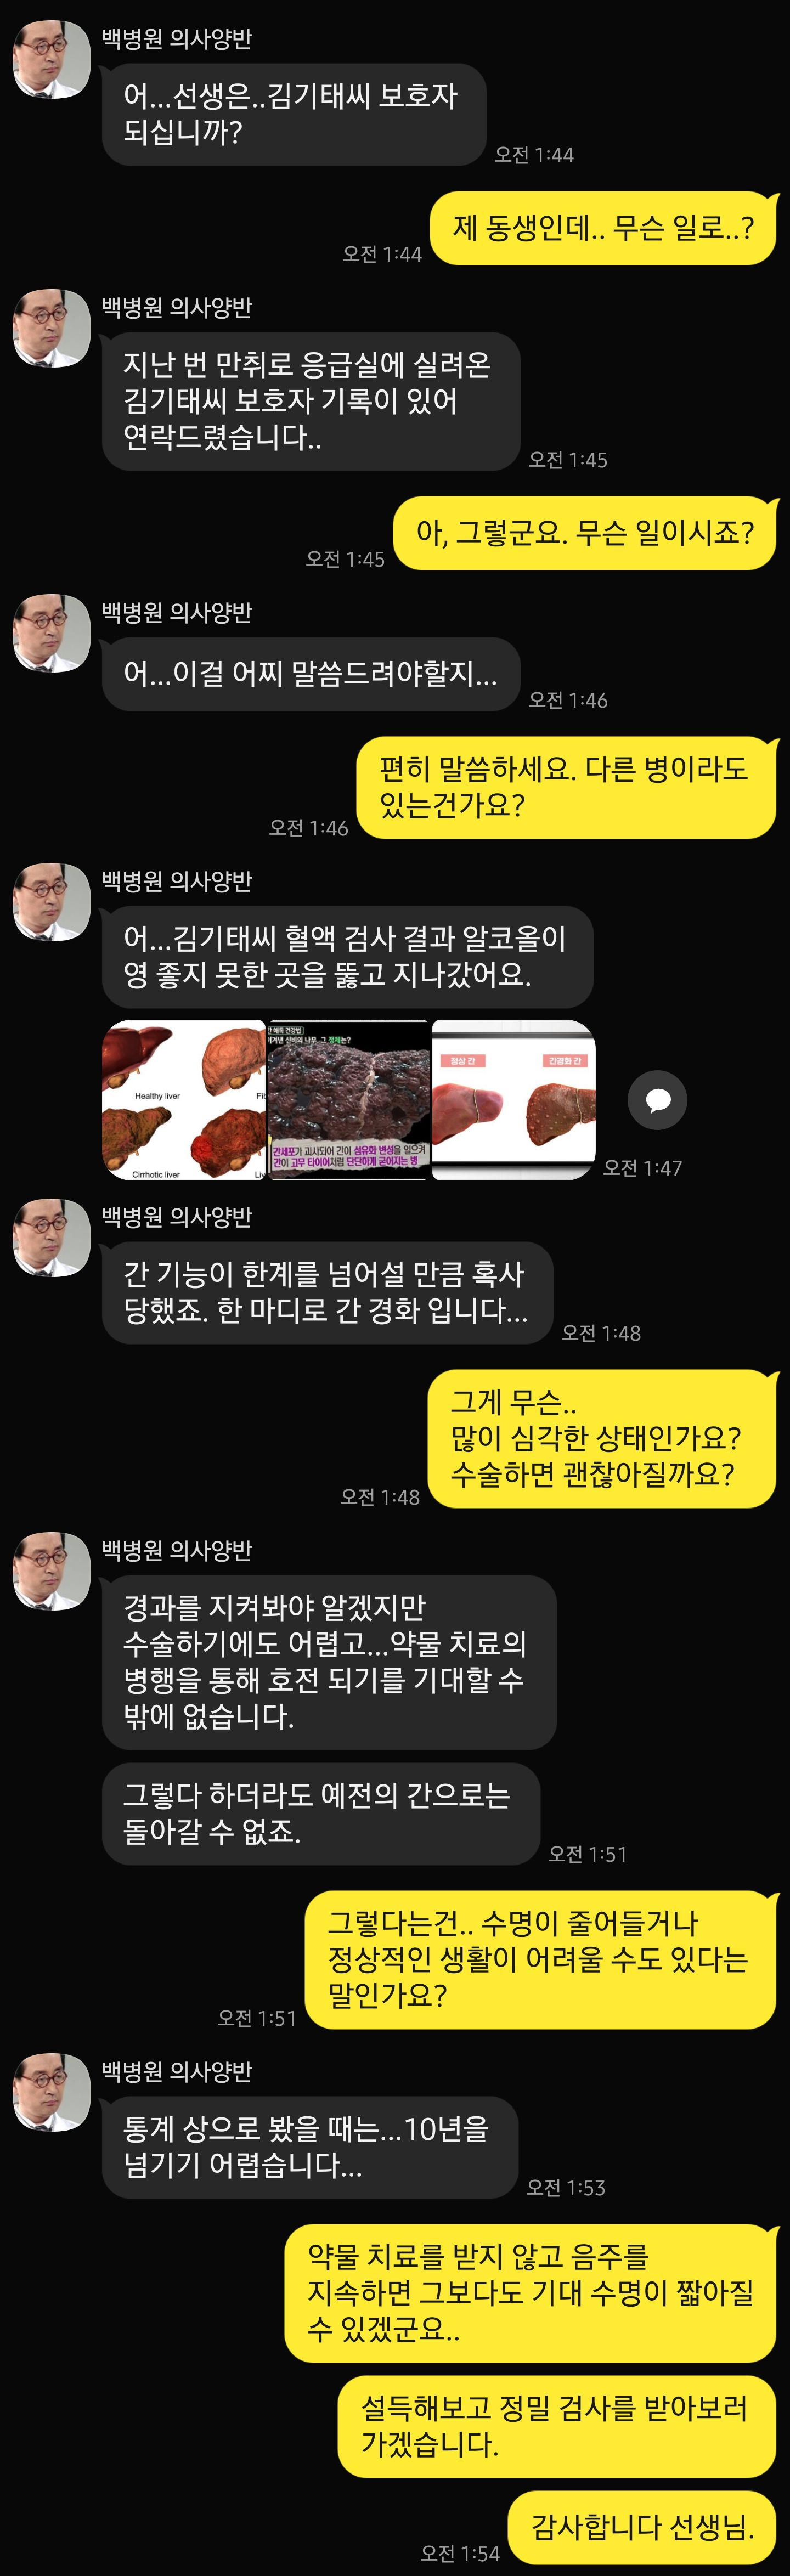 백병원 의사양반
어...선생은..김기태씨 보호자
되십니까?
오전 1:44
제 동생인데.. 무슨 일로..?
오전 1:44
백병원 의사양반
지난 번 만취로 응급실에 실려온
김기태씨 보호자 기록이 있어
연락드렸습니다..
오전 1:45
아, 그렇군요. 무슨 일이시죠?
오전 1:45
백병원 의사양반
어...이걸 어찌 말씀드려야할지...
오전 1:46
편히 말씀하세요. 다른 병이라도
있는건가요?
오전 1:46
백병원 의사양반
어...김기태씨 혈액 검사 결과 알코올이
영 좋지 못한 곳을 뚫고 지나갔어요.
Healthy liver
Fi
Cirrhotic liver
Liv
간 해독 건강법
이겨낸 신비의 나무, 그 정체는?
간세포가 괴사되어 간이 섬유화 변성을 일으켜
간이 고무 타이어처럼 단단하게 굳어지는 병
정상 간
간경화 간
오전 1:47
백병원 의사양반
간 기능이 한계를 넘어설 만큼 혹사
당했죠. 한 마디로 간 경화 입니다...
오전 1:48
그게 무슨..
많이 심각한 상태인가요?
수술하면 괜찮아질까요?
오전 1:48
백병원 의사양반
경과를 지켜봐야 알겠지만
수술하기에도 어렵고...약물 치료의
병행을 통해 호전 되기를 기대할 수
밖에 없습니다.
그렇다 하더라도 예전의 간으로는
돌아갈 수 없죠.
오전 1:51
그렇다는건.. 수명이 줄어들거나
정상적인 생활이 어려울 수도 있다는
말인가요?
오전 1:51
백병원 의사양반
통계 상으로 봤을 때는...10년을
넘기기 어렵습니다...
오전 1:53
약물 치료를 받지 않고 음주를
지속하면 그보다도 기대 수명이 짧아질
수 있겠군요..
설득해보고 정밀 검사를 받아보러
가겠습니다.
감사합니다 선생님.
오전 1:54